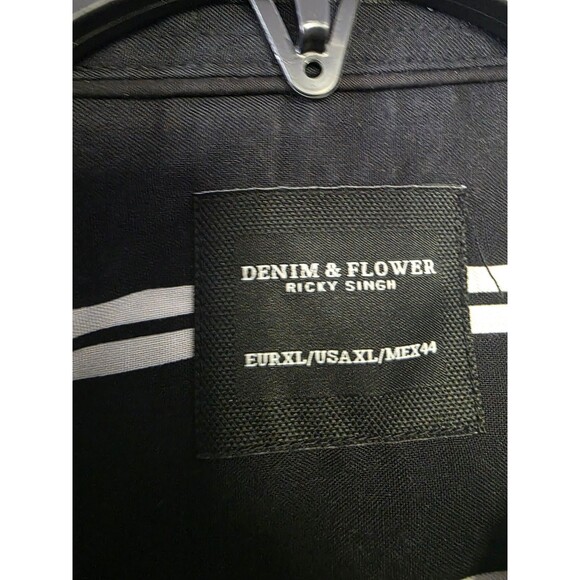 DENIM & FLOWER
RICKY SINGH
EURXL/USAXL/MEX44